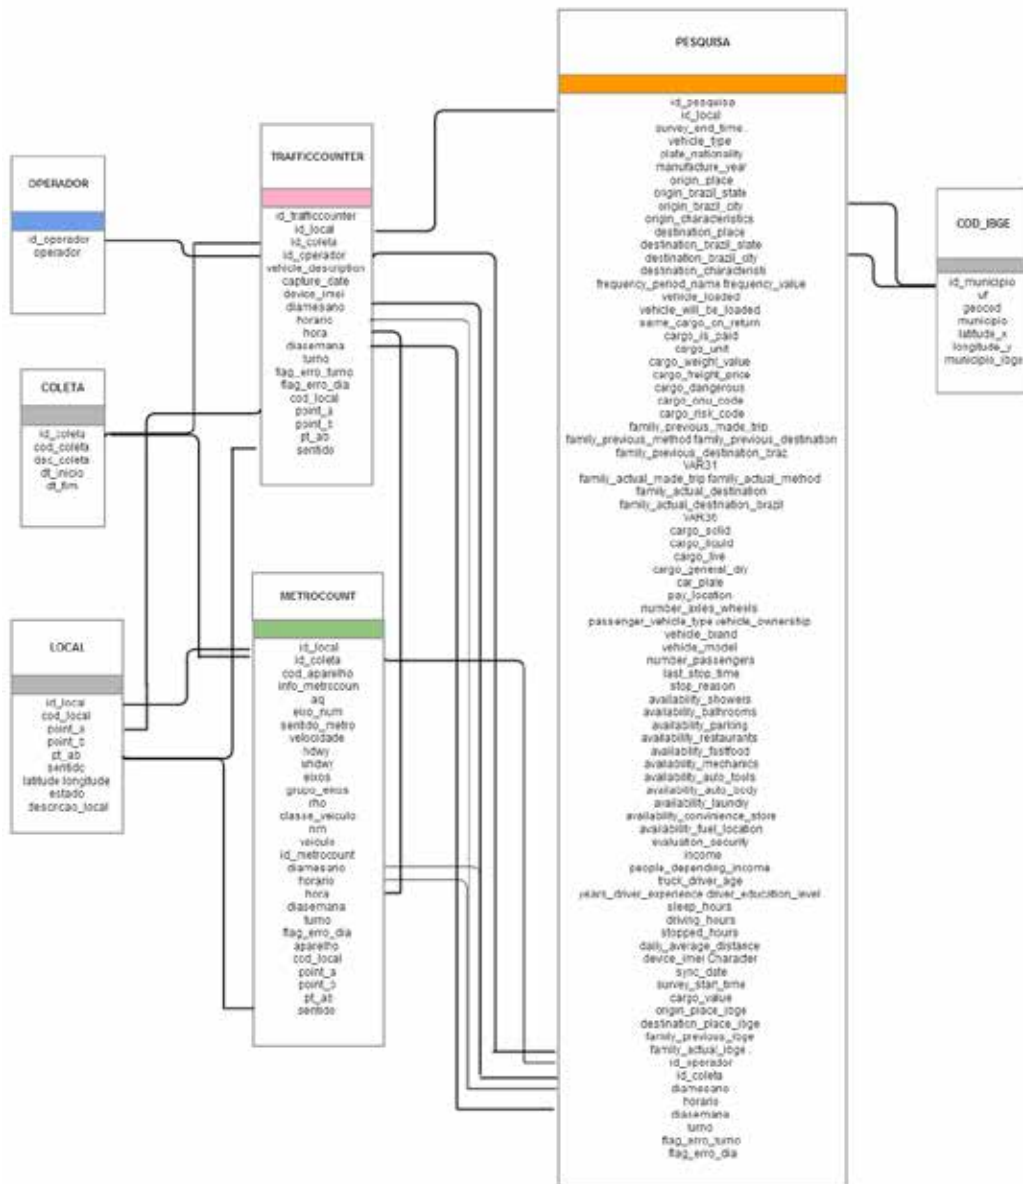 OPERADOR
id_operador
operador
COLETA
id_coleta
cod_coleta
des_coleta
dt_inicio
dt_fim
LOCAL
id_local
cod_local
point_a
point_b
pt_ab
sentido
latitude longitude
estado
descricao_local
TRAFFICCOUNTER
id_trafficcounter
id_local
id_coleta
id_operador
vehicle_description
capture_date
device_imei
diamesano
horario
hora
diasemana
turno
flag_erro_turno
flag_erro_dia
cod_local
point_a
point_b
pt_ab
sentido
METROCOUNT
id_local
id_coleta
cod_aparelho
info_metrocoun
eixo_num
sentido_metro
velocidade
hdwy
eixos
grupo_eixos
rho
classe_veiculo
nm
veiculo
id_metrocount
diamesano
horario
hora
diasemana
turno
flag_erro_dia
aparelho
cod_local
point_a
point_b
pt_ab
sentido
PESQUISA
id_pesquisa
id_local
survey_end_time
vehicle_type
plate_nationality
manufacture_year
origin_place
origin_brazil_state
origin_brazil_city
origin_characteristics
destination_place
destination_brazil_state
destination_brazil_city
destination_characteristi
frequency_period_name frequency_value
vehicle_loaded
vehicle_will_be_loaded
same_cargo_on_return
cargo_is_paid
cargo_unit
cargo_weight_value
cargo_freight_price
cargo_dangerous
cargo_onu_code
cargo_risk_code
family_previous_made_trip
family_previous_method family_previous_destination
family_previous_destination_braz
VAR31
family_actual_made_trip family_actual_method
family_actual_destination
family_actual_destination_brazil
VAR36
cargo_solid
cargo_liquid
cargo_live
cargo_general_dry
car_plate
pay_location
number_axles_wheels
passenger_vehicle_type vehicle_ownership
vehicle_brand
vehicle_model
number_passengers
last_stop_time
stop_reason
availability_showers
availability_bathrooms
availability_parking
availability_restaurants
availability_fastfood
availability_mechanics
availability_auto_tools
availability_auto_body
availability_laundry
availability_convinience_store
availability_fuel_location
evaluation_security
income
people_depending_income
truck_driver_age
years_driver_experience driver_education_level
sleep_hours
driving_hours
stopped_hours
daily_average_distance
device_imei Character
sync_date
survey_start_time
cargo_value
origin_place_ibge
destination_place_ibge
family_previous_ibge
family_actual_ibge
id_operador
id_coleta
diamesano
horario
diasemana
turno
flag_erro_turno
flag_erro_dia
COD_IBGE
id_municipio
uf
geocod
municipio
latitude_x
longitude_y
municipio_ibge